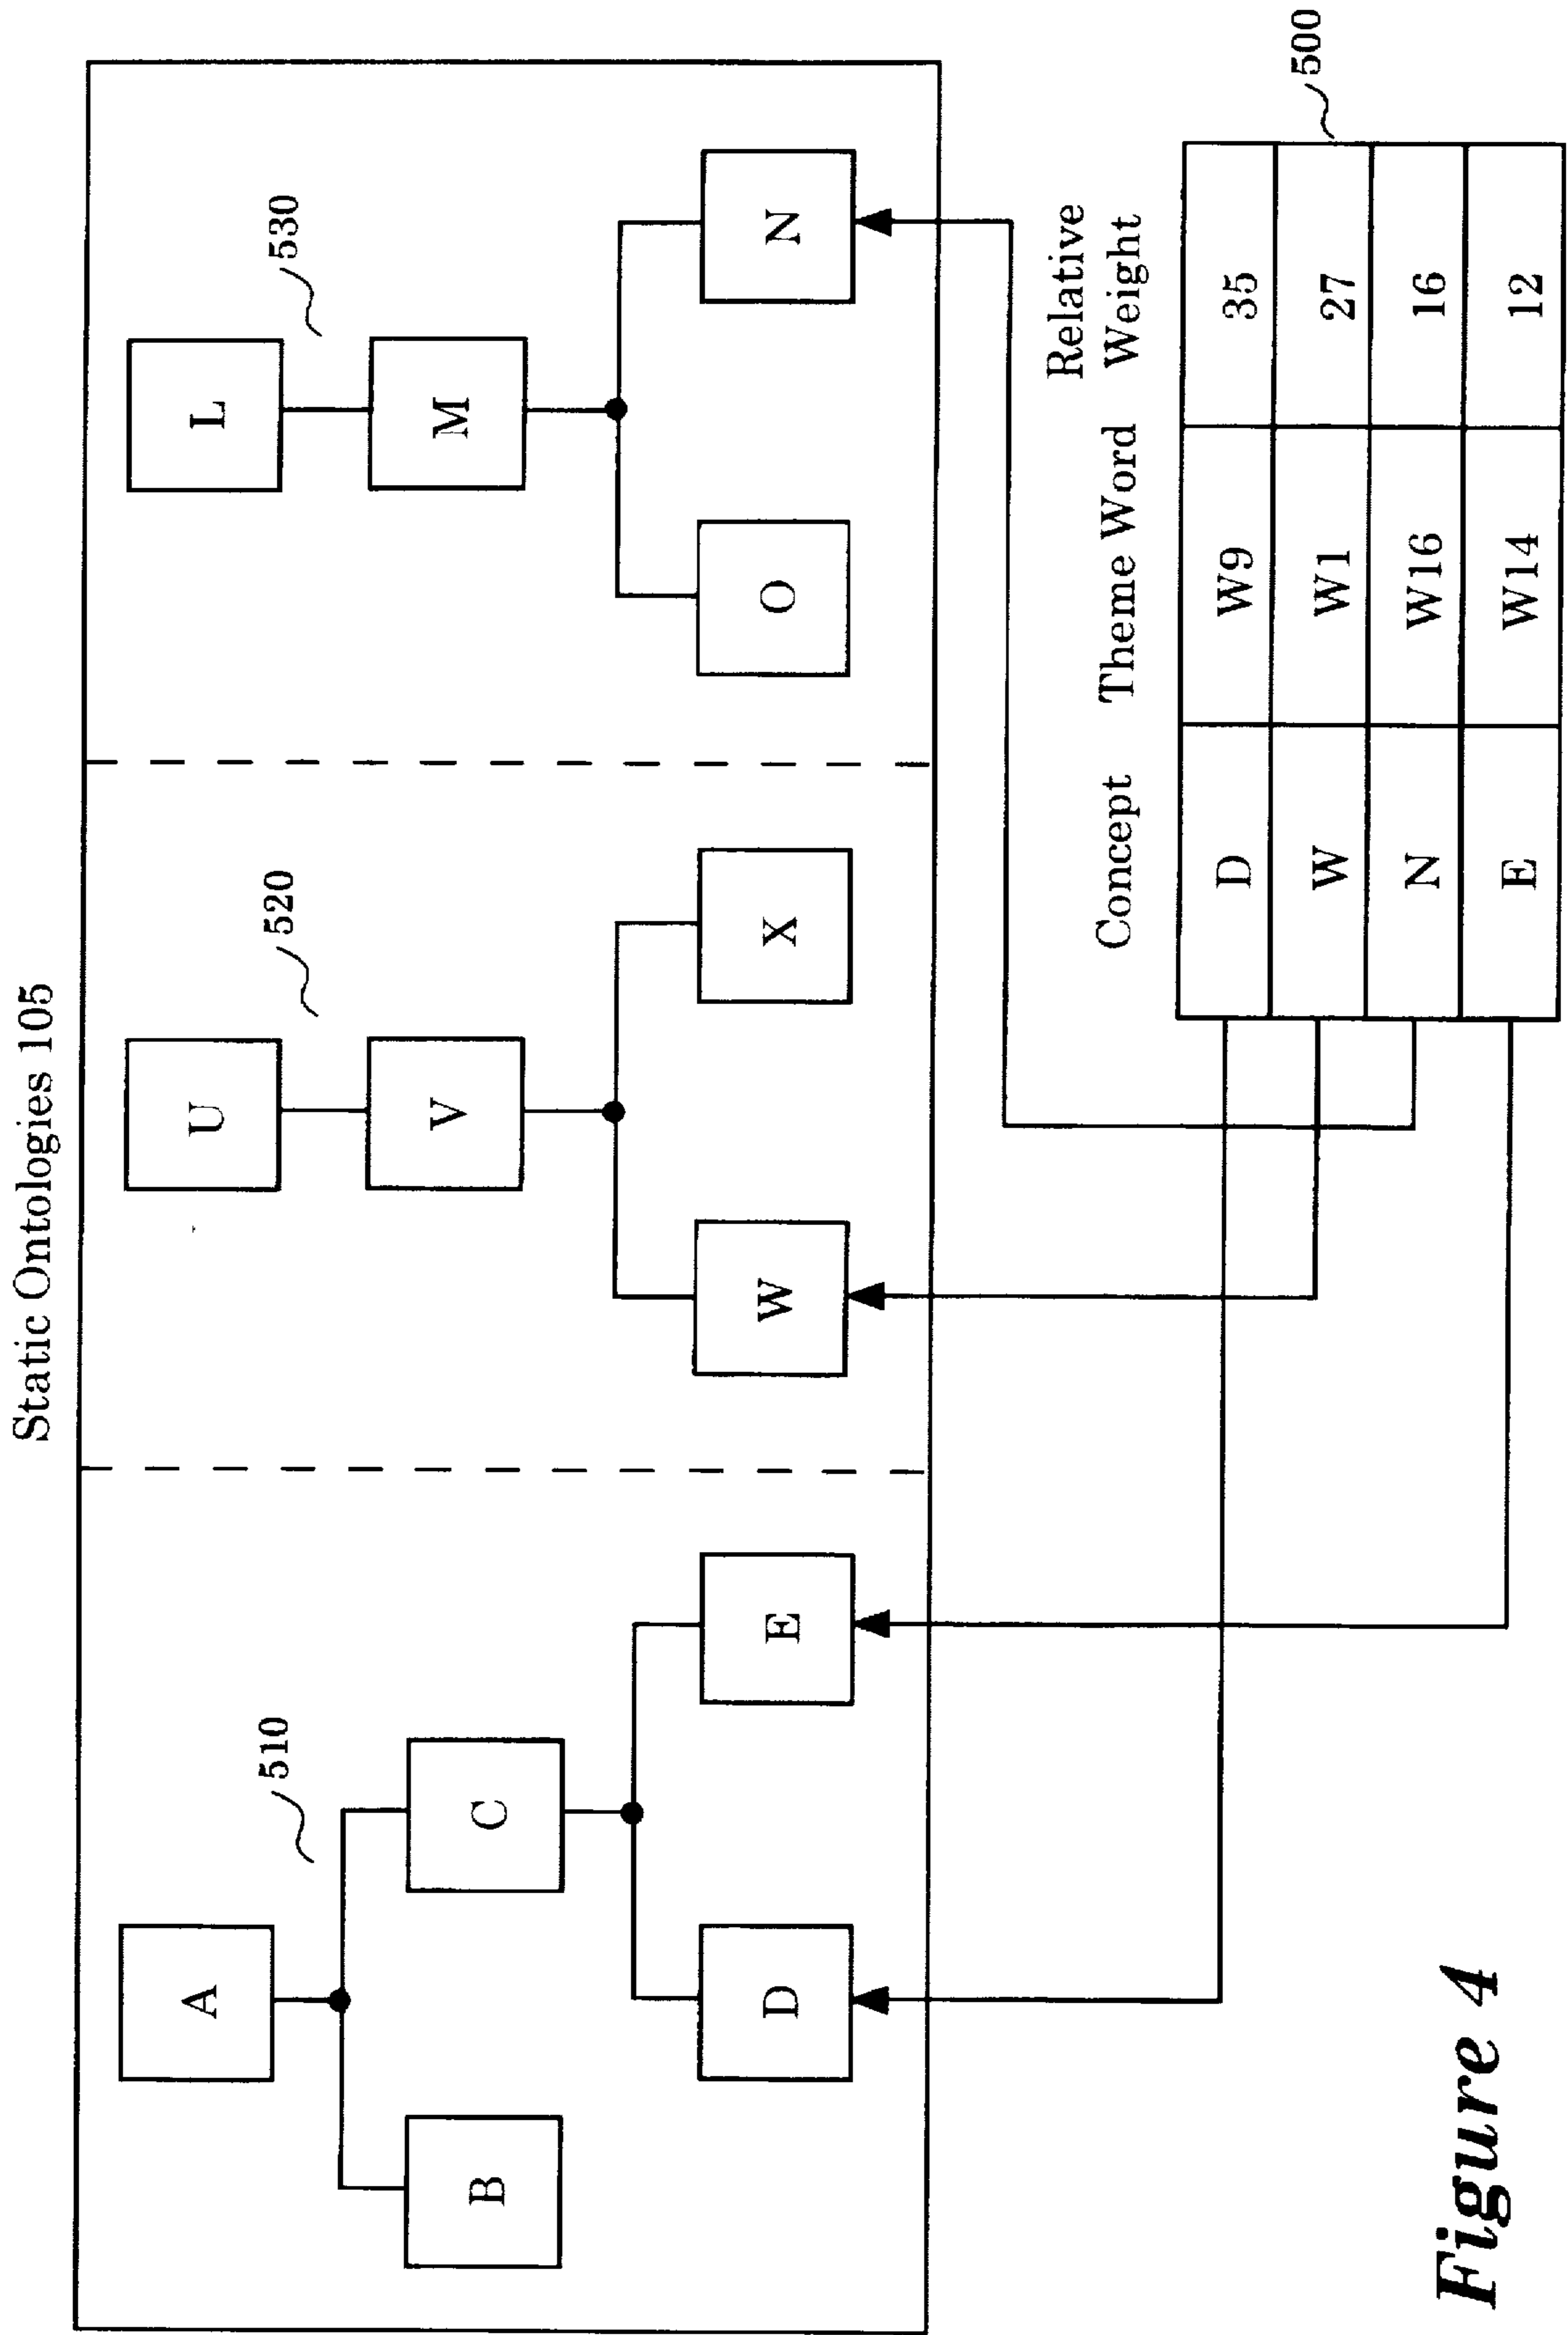 Static Ontologies 105
510
520
530
A
U
L
B
C
V
M
D
E
W
X
O
N
Concept Theme Word Relative Weight
500
D W9 35
W W1 27
N W16 16
E W14 12
Figure 4